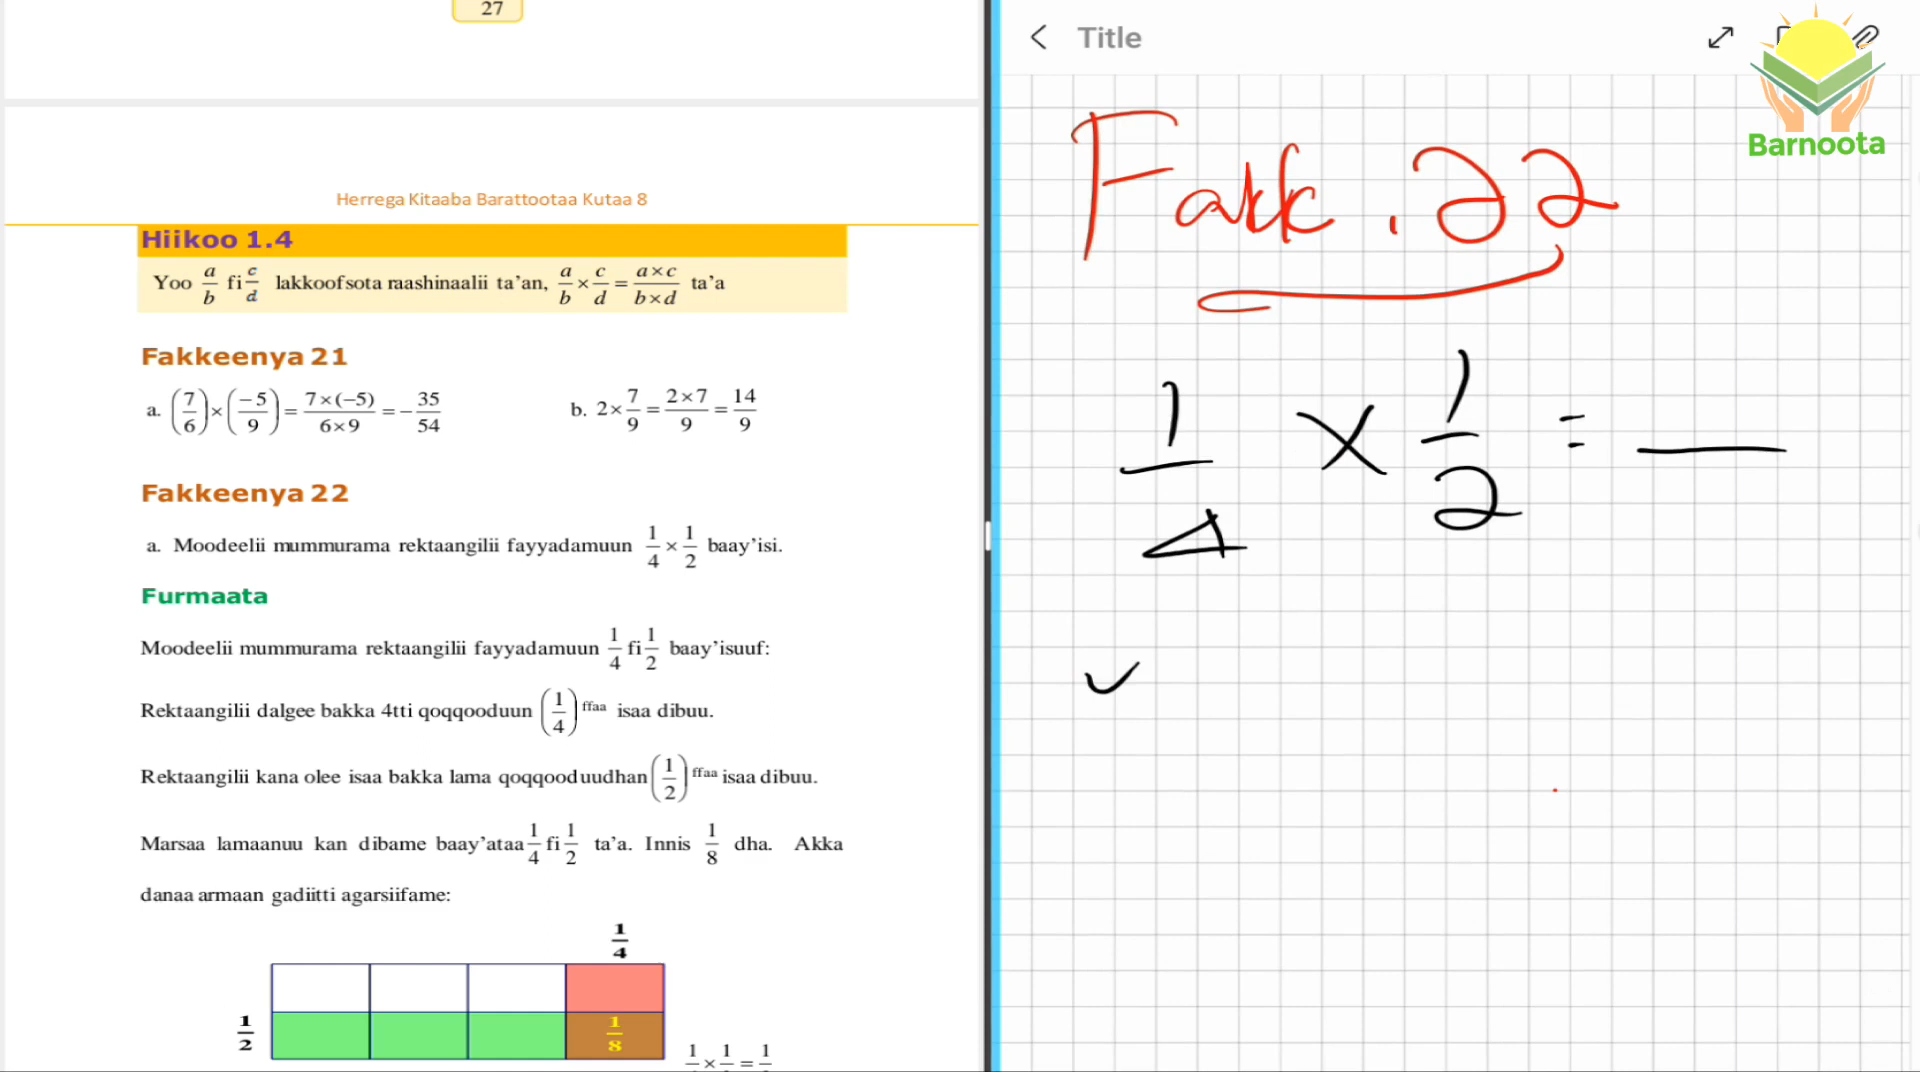 27
Herrega Kitaaba Barattootaa Kutaa 8
Hiikoo 1.4
Yoo a/b fi c/d lakkoofsota raashinaalii ta'an, a/b × c/d = a×c/b×d ta'a
Fakkeenya 21
a. (7/6) × (−5/9) = 7×(−5)/6×9 = −35/54
b. 2× 7/9 = 2×7/9 = 14/9
Fakkeenya 22
a. Moodeelii mummurama rektaangilii fayyadamuun 1/4 × 1/2 baay'isi.
Furmaata
Moodeelii mummurama rektaangilii fayyadamuun 1/4 fi 1/2 baay'isuuf:
Rektaangilii dalgee bakka 4tti qoqqooduun (1/4) ffaa isaa dibuu.
Rektaangilii kana olee isaa bakka lama qoqqooduudhan (1/2) ffaa isaa dibuu.
Marsaa lamaanuu kan dibame baay'ataa 1/4 fi 1/2 ta'a. Innis 1/8 dha. Akka
danaa armaan gadiitti agarsiifame:
1/4
1/2
1/8
Title
Barnoota
Fakk. 22
1/4 × 1/2 =